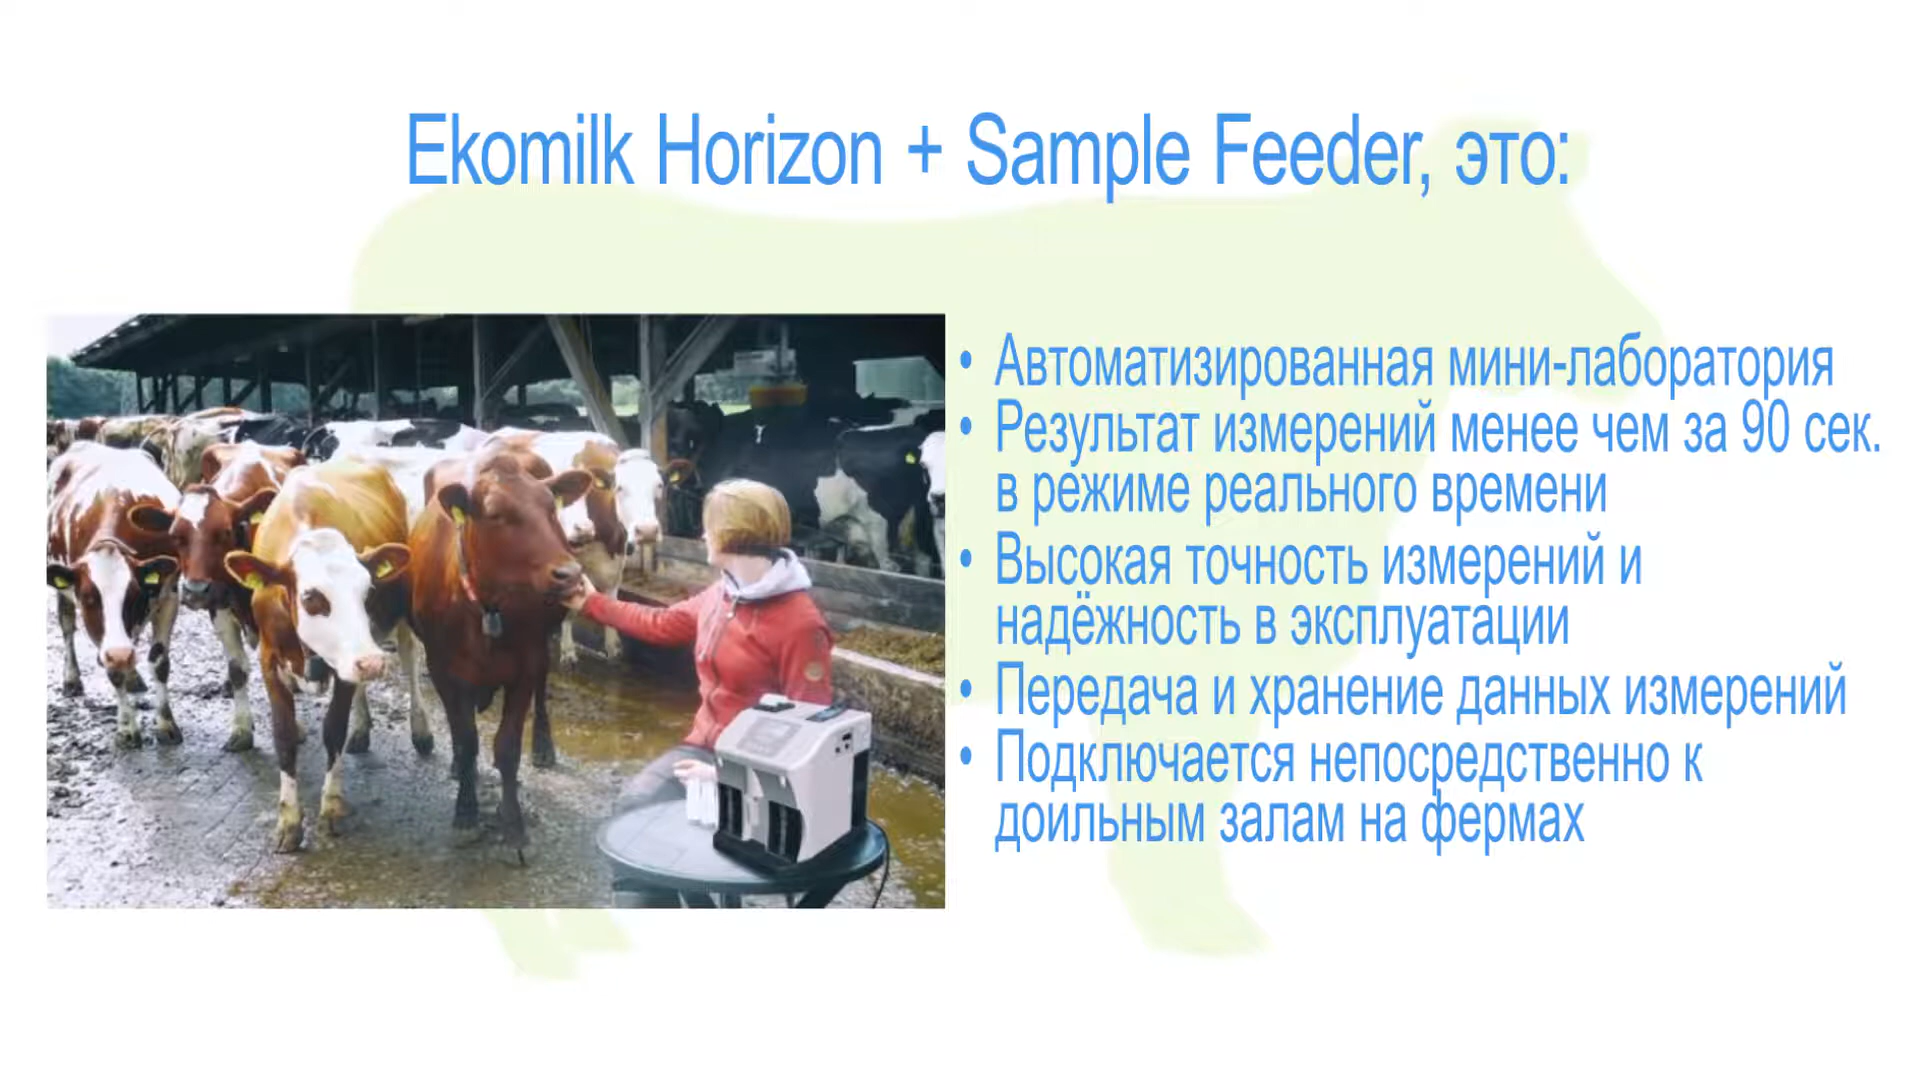 Ekomilk Horizon + Sample Feeder, это:
• Автоматизированная мини-лаборатория
• Результат измерений менее чем за 90 сек.
в режиме реального времени
• Высокая точность измерений и
надёжность в эксплуатации
• Передача и хранение данных измерений
• Подключается непосредственно к
доильным залам на фермах